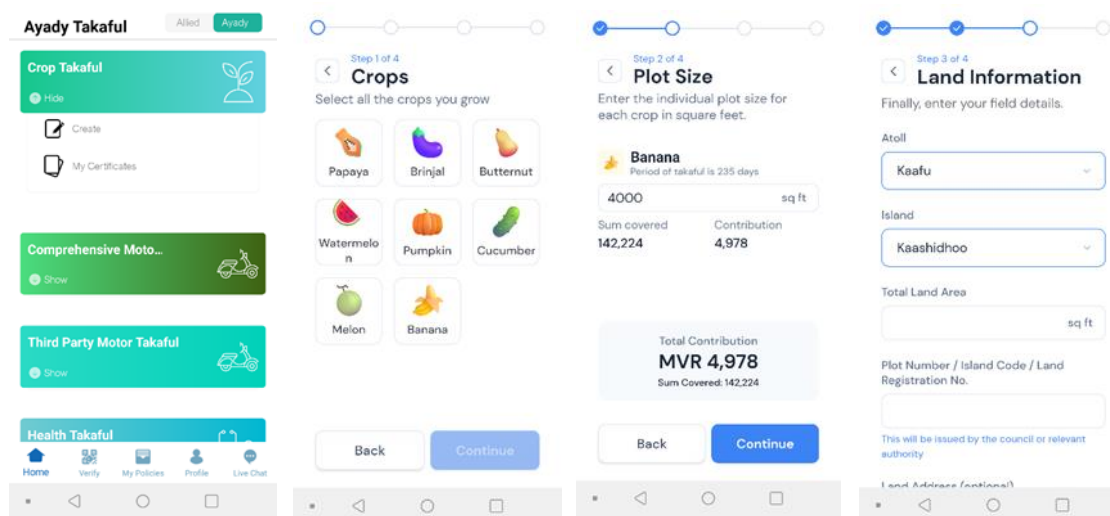 Ayady Takaful
Allied
Ayady
Crop Takaful
Hide
Create
My Certificates
Comprehensive Moto...
Show
Third Party Motor Takaful
Show
Health Takaful
Home
Verify
My Policies
Profile
Live Chat
Step 1 of 4
Crops
Select all the crops you grow
Papaya
Brinjal
Butternut
Watermelo
n
Pumpkin
Cucumber
Melon
Banana
Back
Continue
Step 2 of 4
Plot Size
Enter the individual plot size for
each crop in square feet.
Banana
Period of takaful is 235 days
4000
sq ft
Sum covered
Contribution
142,224
4,978
Total Contribution
MVR 4,978
Sum Covered: 142,224
Back
Continue
Step 3 of 4
Land Information
Finally, enter your field details.
Atoll
Kaafu
Island
Kaashidhoo
Total Land Area
sq ft
Plot Number / Island Code / Land
Registration No.
This will be issued by the council or relevant
authority
Land Address (optional)